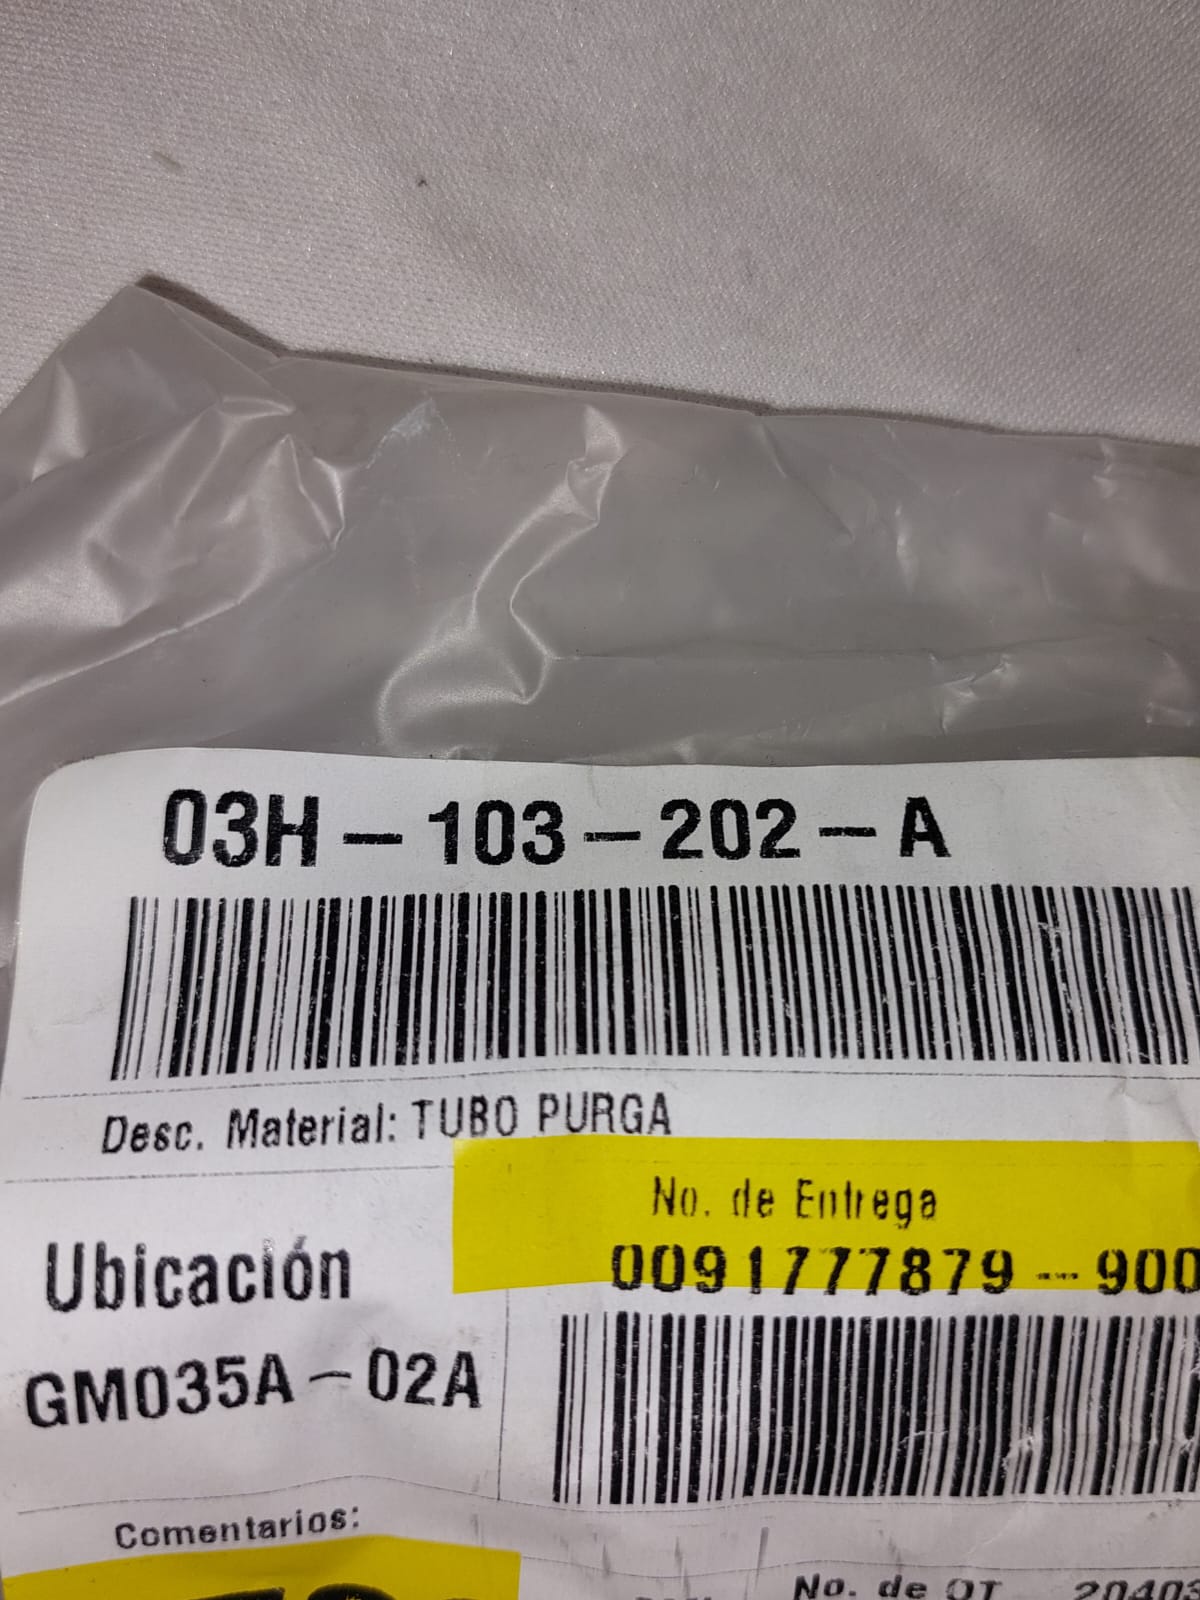 03H-103-202-A
Desc. Material: TUBO PURGA
No. de Entrega
0091777879-900
Ubicación
GM035A-02A
Comentarios:
No. de OT 20403